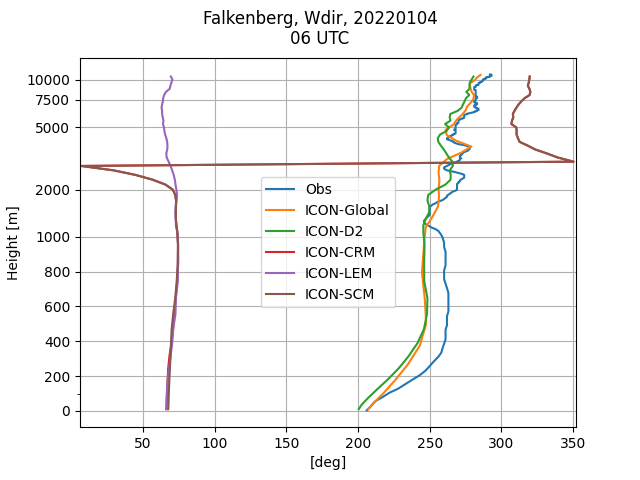 Falkenberg, Wdir, 20220104
06 UTC
Height [m]
10000
7500
5000
2000
1000
800
600
400
200
0
Obs
ICON-Global
ICON-D2
ICON-CRM
ICON-LEM
ICON-SCM
50 100 150 200 250 300 350
[deg]